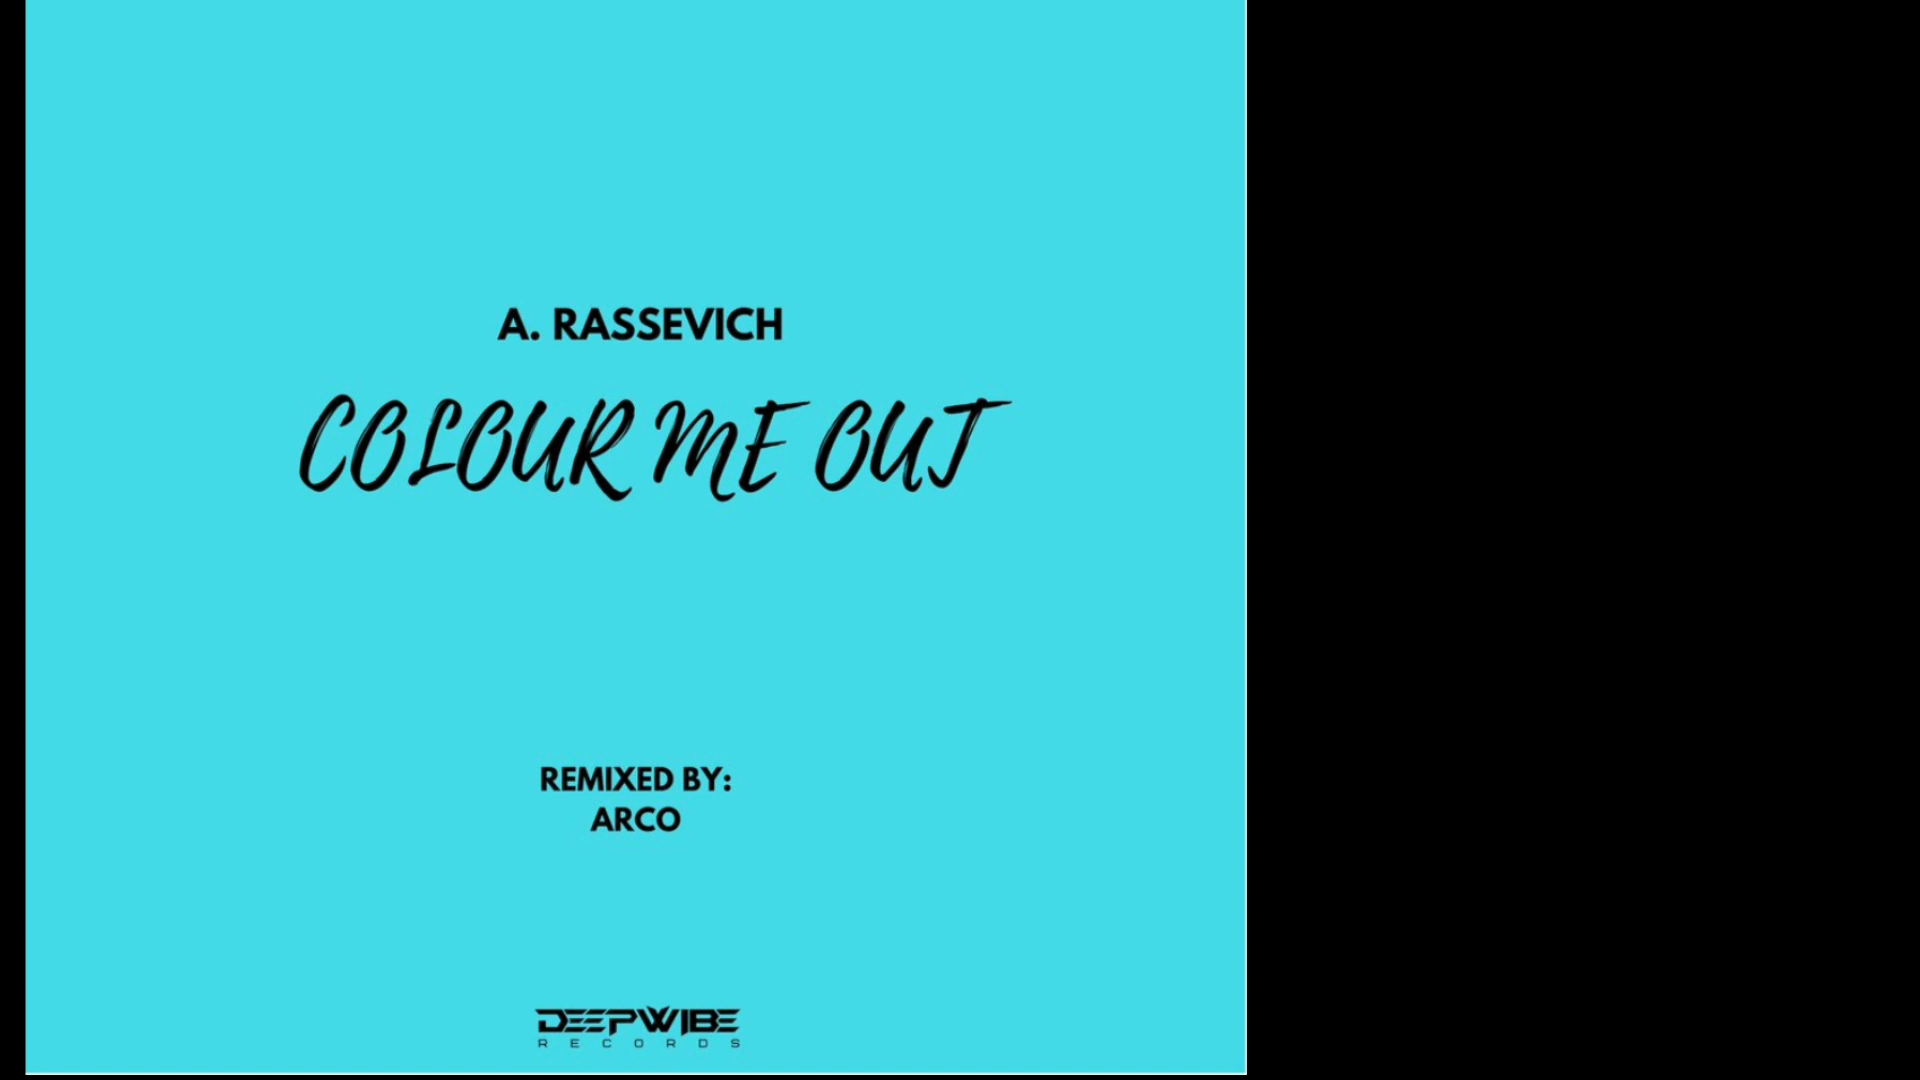 A. RASSEVICH
COLOUR ME OUT
REMIXED BY:
ARCO
DEEPWIBE
RECORDS